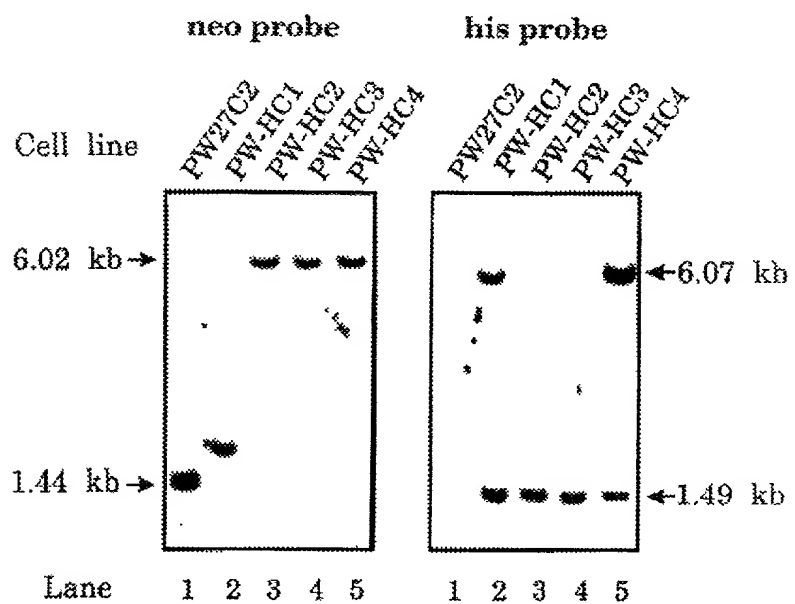 neo probe
his probe
Cell line
PW27C2
PW-HC1
PW-HC2
PW-HC3
PW-HC4
PW27C2
PW-HC1
PW-HC2
PW-HC3
PW-HC4
6.02 kb
6.07 kb
1.44 kb
1.49 kb
Lane 1 2 3 4 5 1 2 3 4 5